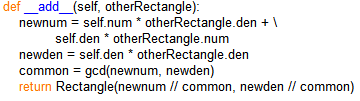 def __add__(self, otherRectangle):
    newnum = self.num * otherRectangle.den + \
            self.den * otherRectangle.num
    newden = self.den * otherRectangle.den
    common = gcd(newnum, newden)
    return Rectangle(newnum // common, newden // common)